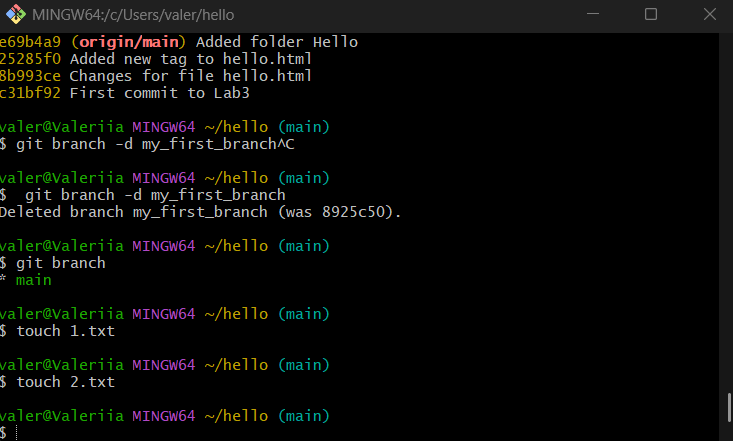 MINGW64:/c/Users/valer/hello
e69b4a9 (origin/main) Added folder Hello
25285f0 Added new tag to hello.html
8b993ce Changes for file hello.html
c31bf92 First commit to Lab3
valer@Valeriia MINGW64 ~/hello (main)
$ git branch -d my_first_branch^C
valer@Valeriia MINGW64 ~/hello (main)
$  git branch -d my_first_branch
Deleted branch my_first_branch (was 8925c50).
valer@Valeriia MINGW64 ~/hello (main)
$ git branch
* main
valer@Valeriia MINGW64 ~/hello (main)
$ touch 1.txt
valer@Valeriia MINGW64 ~/hello (main)
$ touch 2.txt
valer@Valeriia MINGW64 ~/hello (main)
$